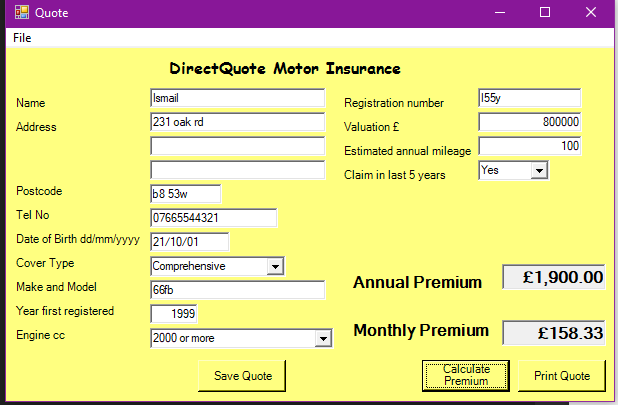 Quote
File
DirectQuote Motor Insurance
Name Ismail
Address 231 oak rd
Postcode b8 53w
Tel No 07665544321
Date of Birth dd/mm/yyyy 21/10/01
Cover Type Comprehensive
Make and Model 66fb
Year first registered 1999
Engine cc 2000 or more
Registration number l55y
Valuation £ 800000
Estimated annual mileage 100
Claim in last 5 years Yes
Annual Premium £1,900.00
Monthly Premium £158.33
Save Quote
Calculate
Premium
Print Quote